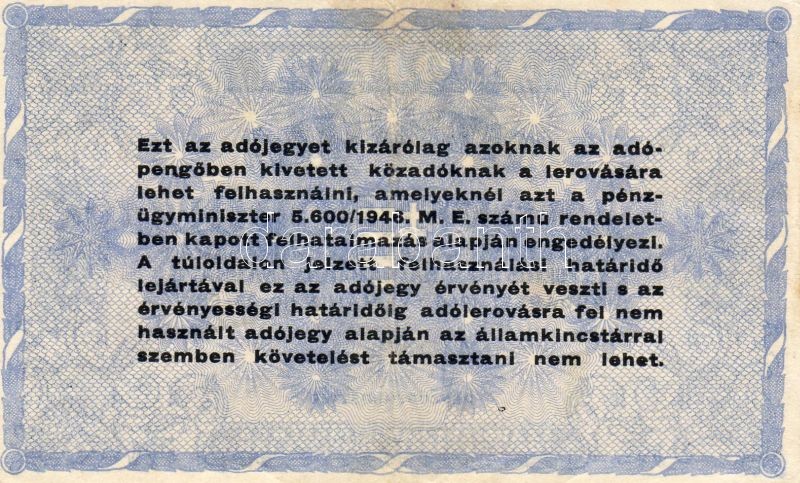 Ezt az adójegyet kizárólag azoknak az adó-
pengőben kivetett közadóknak a lerovására
lehet felhasználni, amelyeknél azt a pénz-
ügyminiszter 5.600/1946. M. E. számú rendelet-
ben kapott felhatalmazás alapján engedélyezi.
A túloldalon jelzett felhasználási határidő
lejártával ez az adójegy érvényét veszti s az
érvényességi határidőig adólerovásra fel nem
használt adójegy alapján az államkincstárral
szemben követelést támasztani nem lehet.